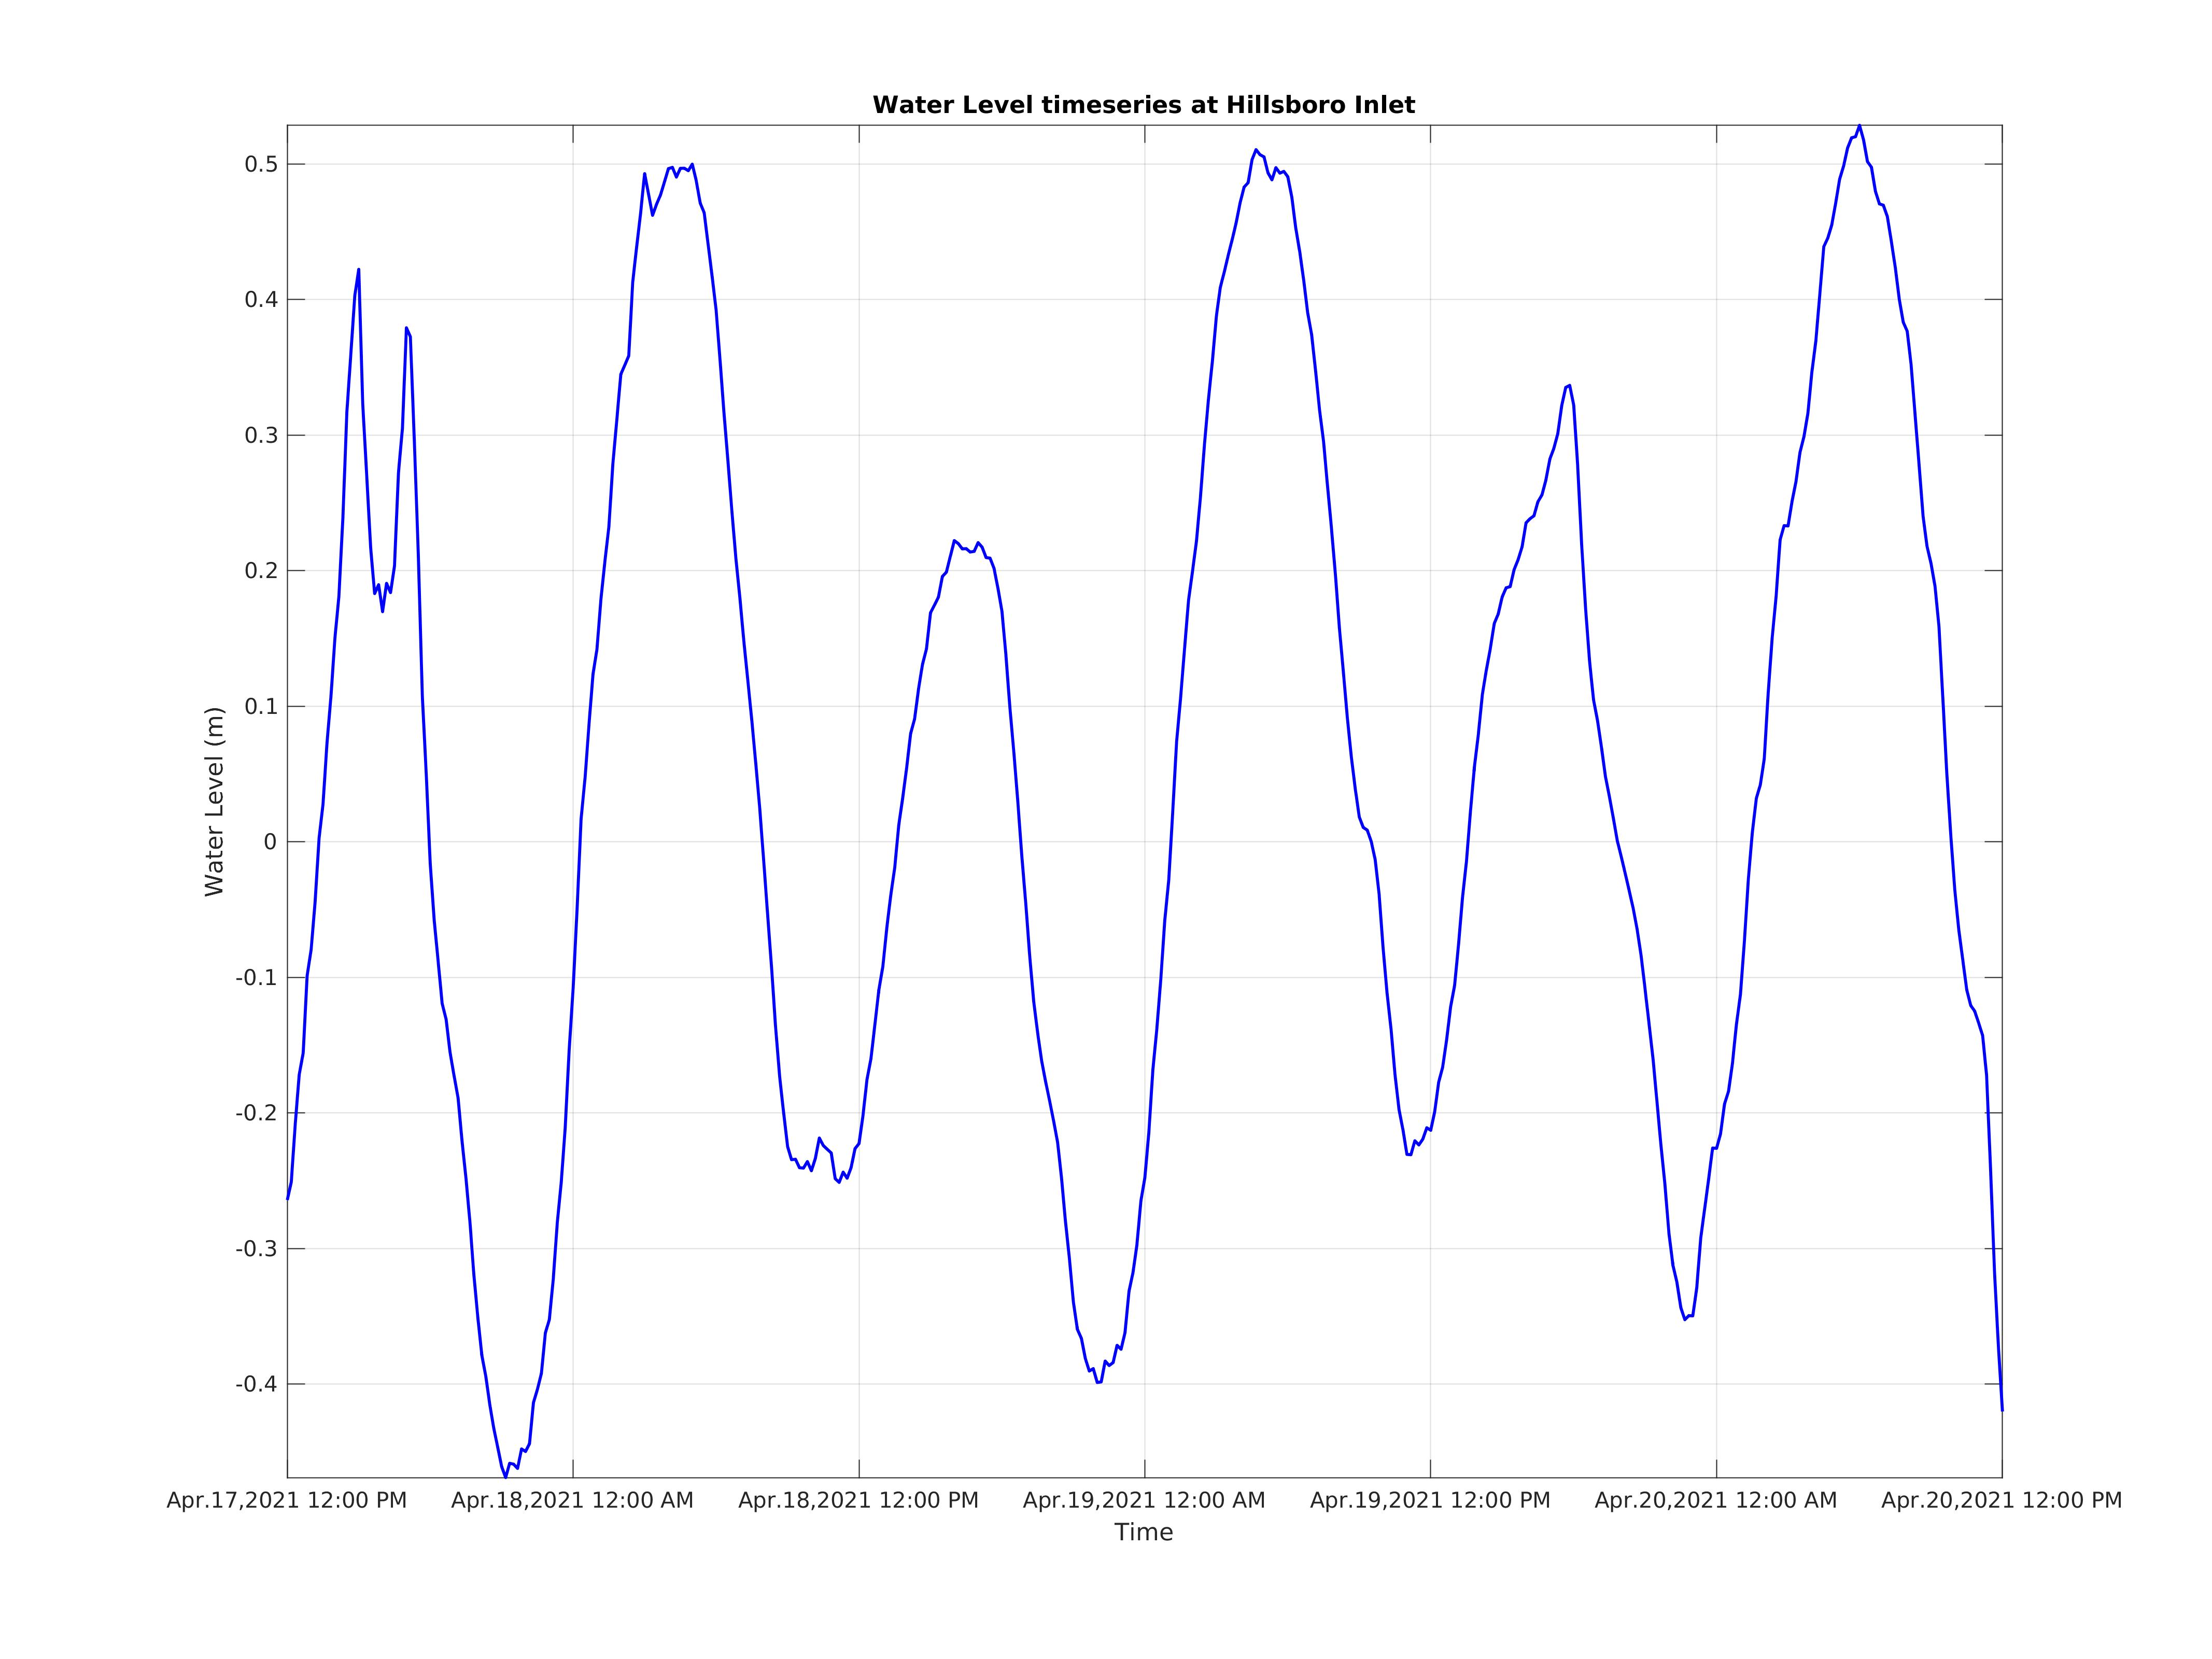 Water Level timeseries at Hillsboro Inlet
0.5
0.4
0.3
0.2
0.1
0
-0.1
-0.2
-0.3
-0.4
Water Level (m)
Apr.17,2021 12:00 PM Apr.18,2021 12:00 AM Apr.18,2021 12:00 PM Apr.19,2021 12:00 AM Apr.19,2021 12:00 PM Apr.20,2021 12:00 AM Apr.20,2021 12:00 PM
Time